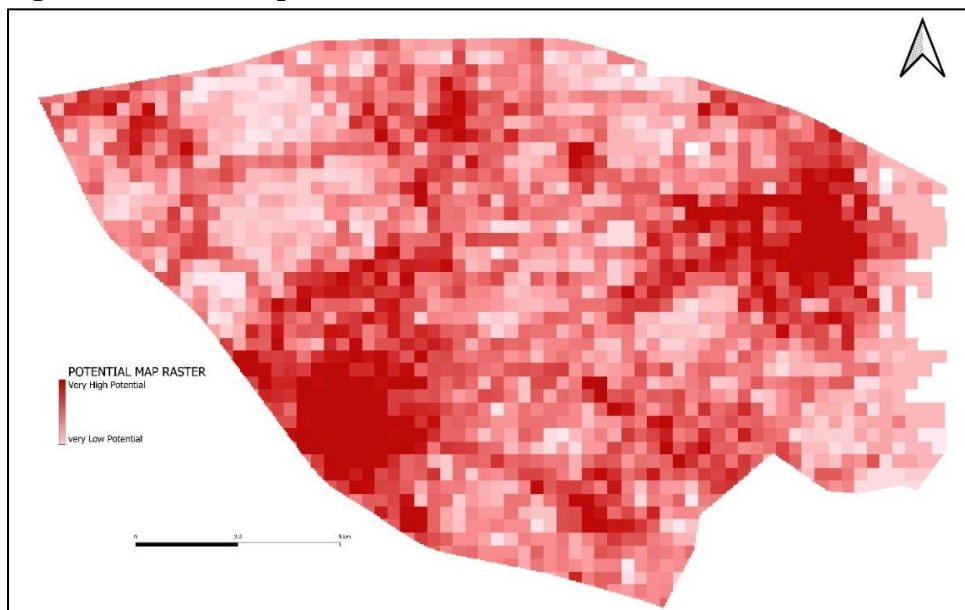 POTENTIAL MAP RASTER
Very High Potential
very Low Potential
0 2.5 5 km